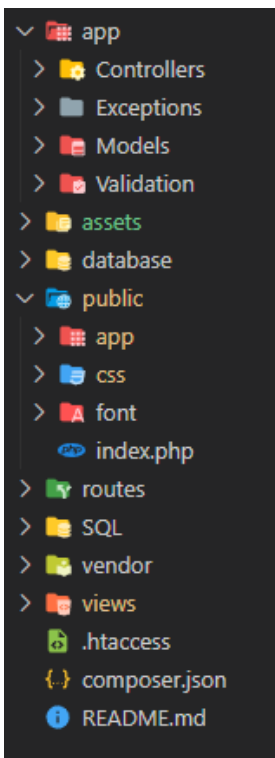 app
Controllers
Exceptions
Models
Validation
assets
database
public
app
css
font
index.php
routes
SQL
vendor
views
.htaccess
composer.json
README.md